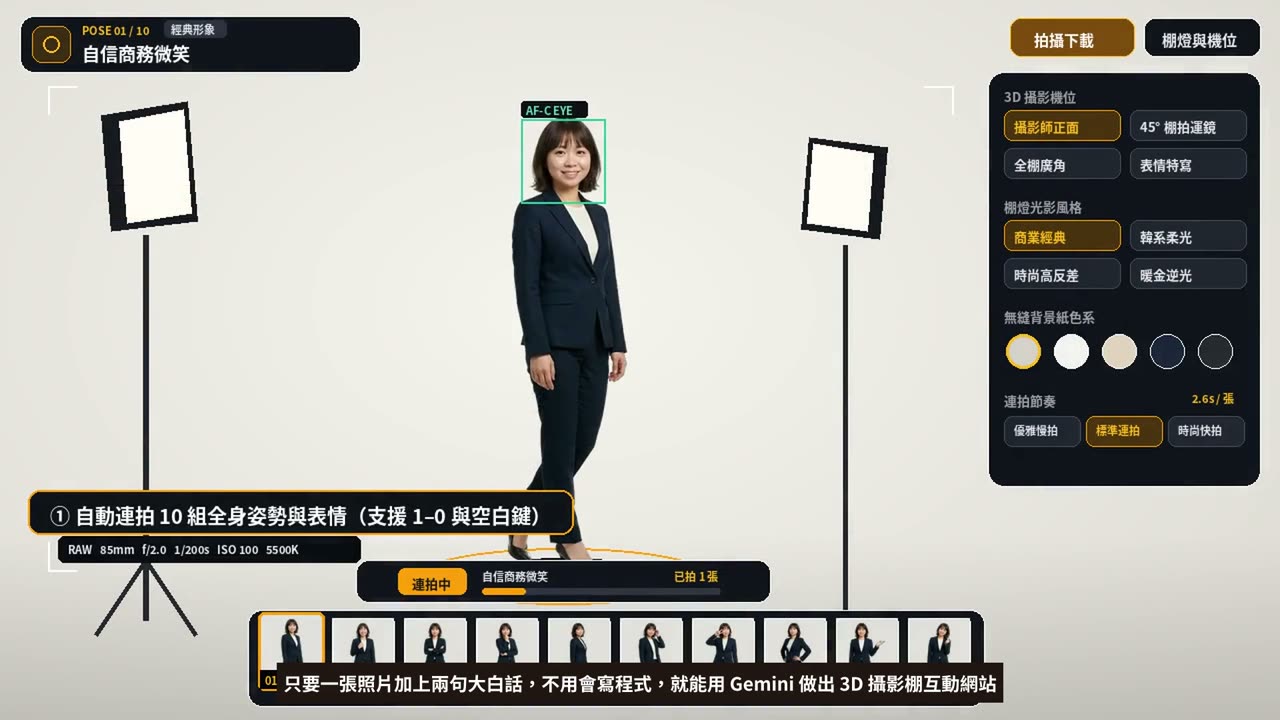 POSE 01 / 10 經典形象
自信商務微笑
拍攝下載
棚燈與機位
AF-C EYE
3D 攝影機位
攝影師正面
45° 棚拍運鏡
全棚廣角
表情特寫
棚燈光影風格
商業經典
韓系柔光
時尚高反差
暖金逆光
無縫背景紙色系
連拍節奏
2.6s / 張
優雅慢拍
標準運拍
時尚快拍
① 自動連拍 10 組全身姿勢與表情（支援 1–0 與空白鍵）
RAW 85mm f/2.0 1/200s ISO 100 5500K
連拍中
自信商務微笑
已拍 1 張
01
只要一張照片加上兩句大白話，不用會寫程式，就能用 Gemini 做出 3D 攝影棚互動網站